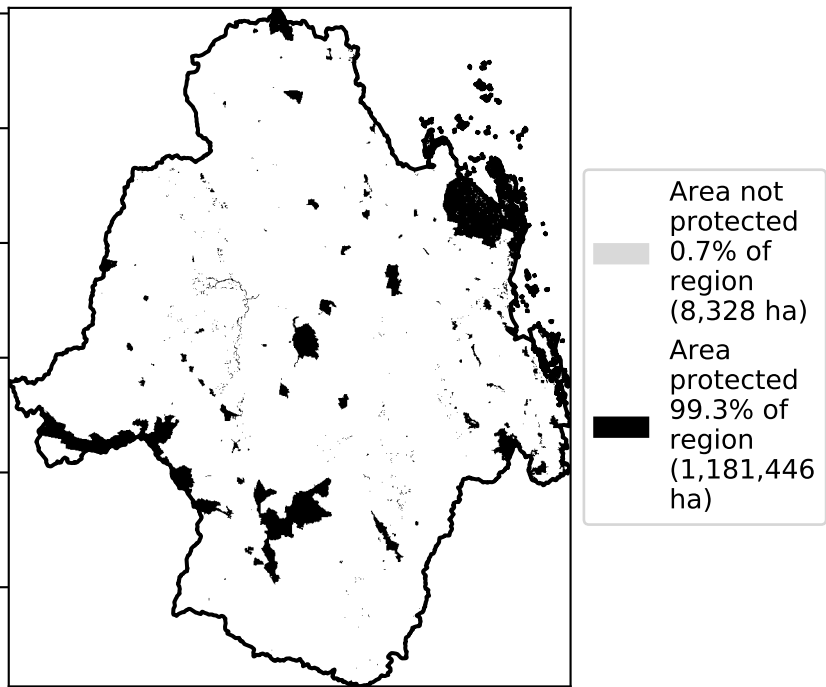 Area not
protected
0.7% of
region
(8,328 ha)
Area
protected
99.3% of
region
(1,181,446
ha)